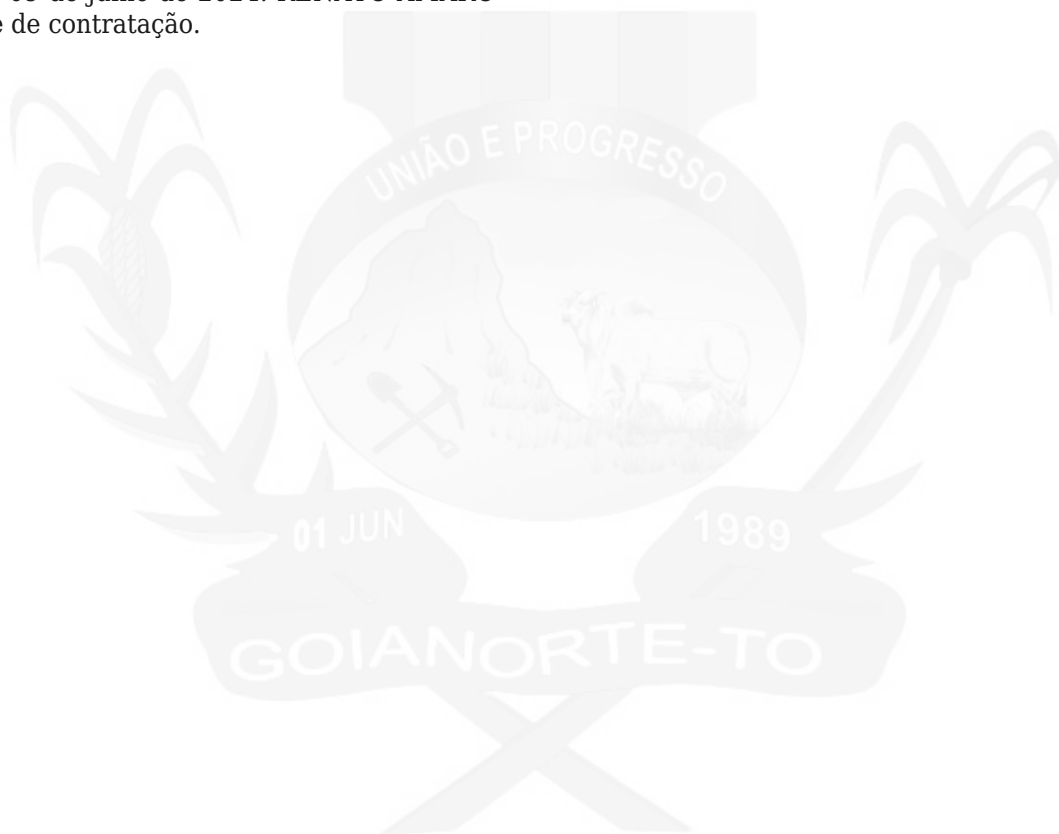 e de contratação.
UNIÃO E PROGRESSO
01 JUN
1989
GOIANORTE-TO